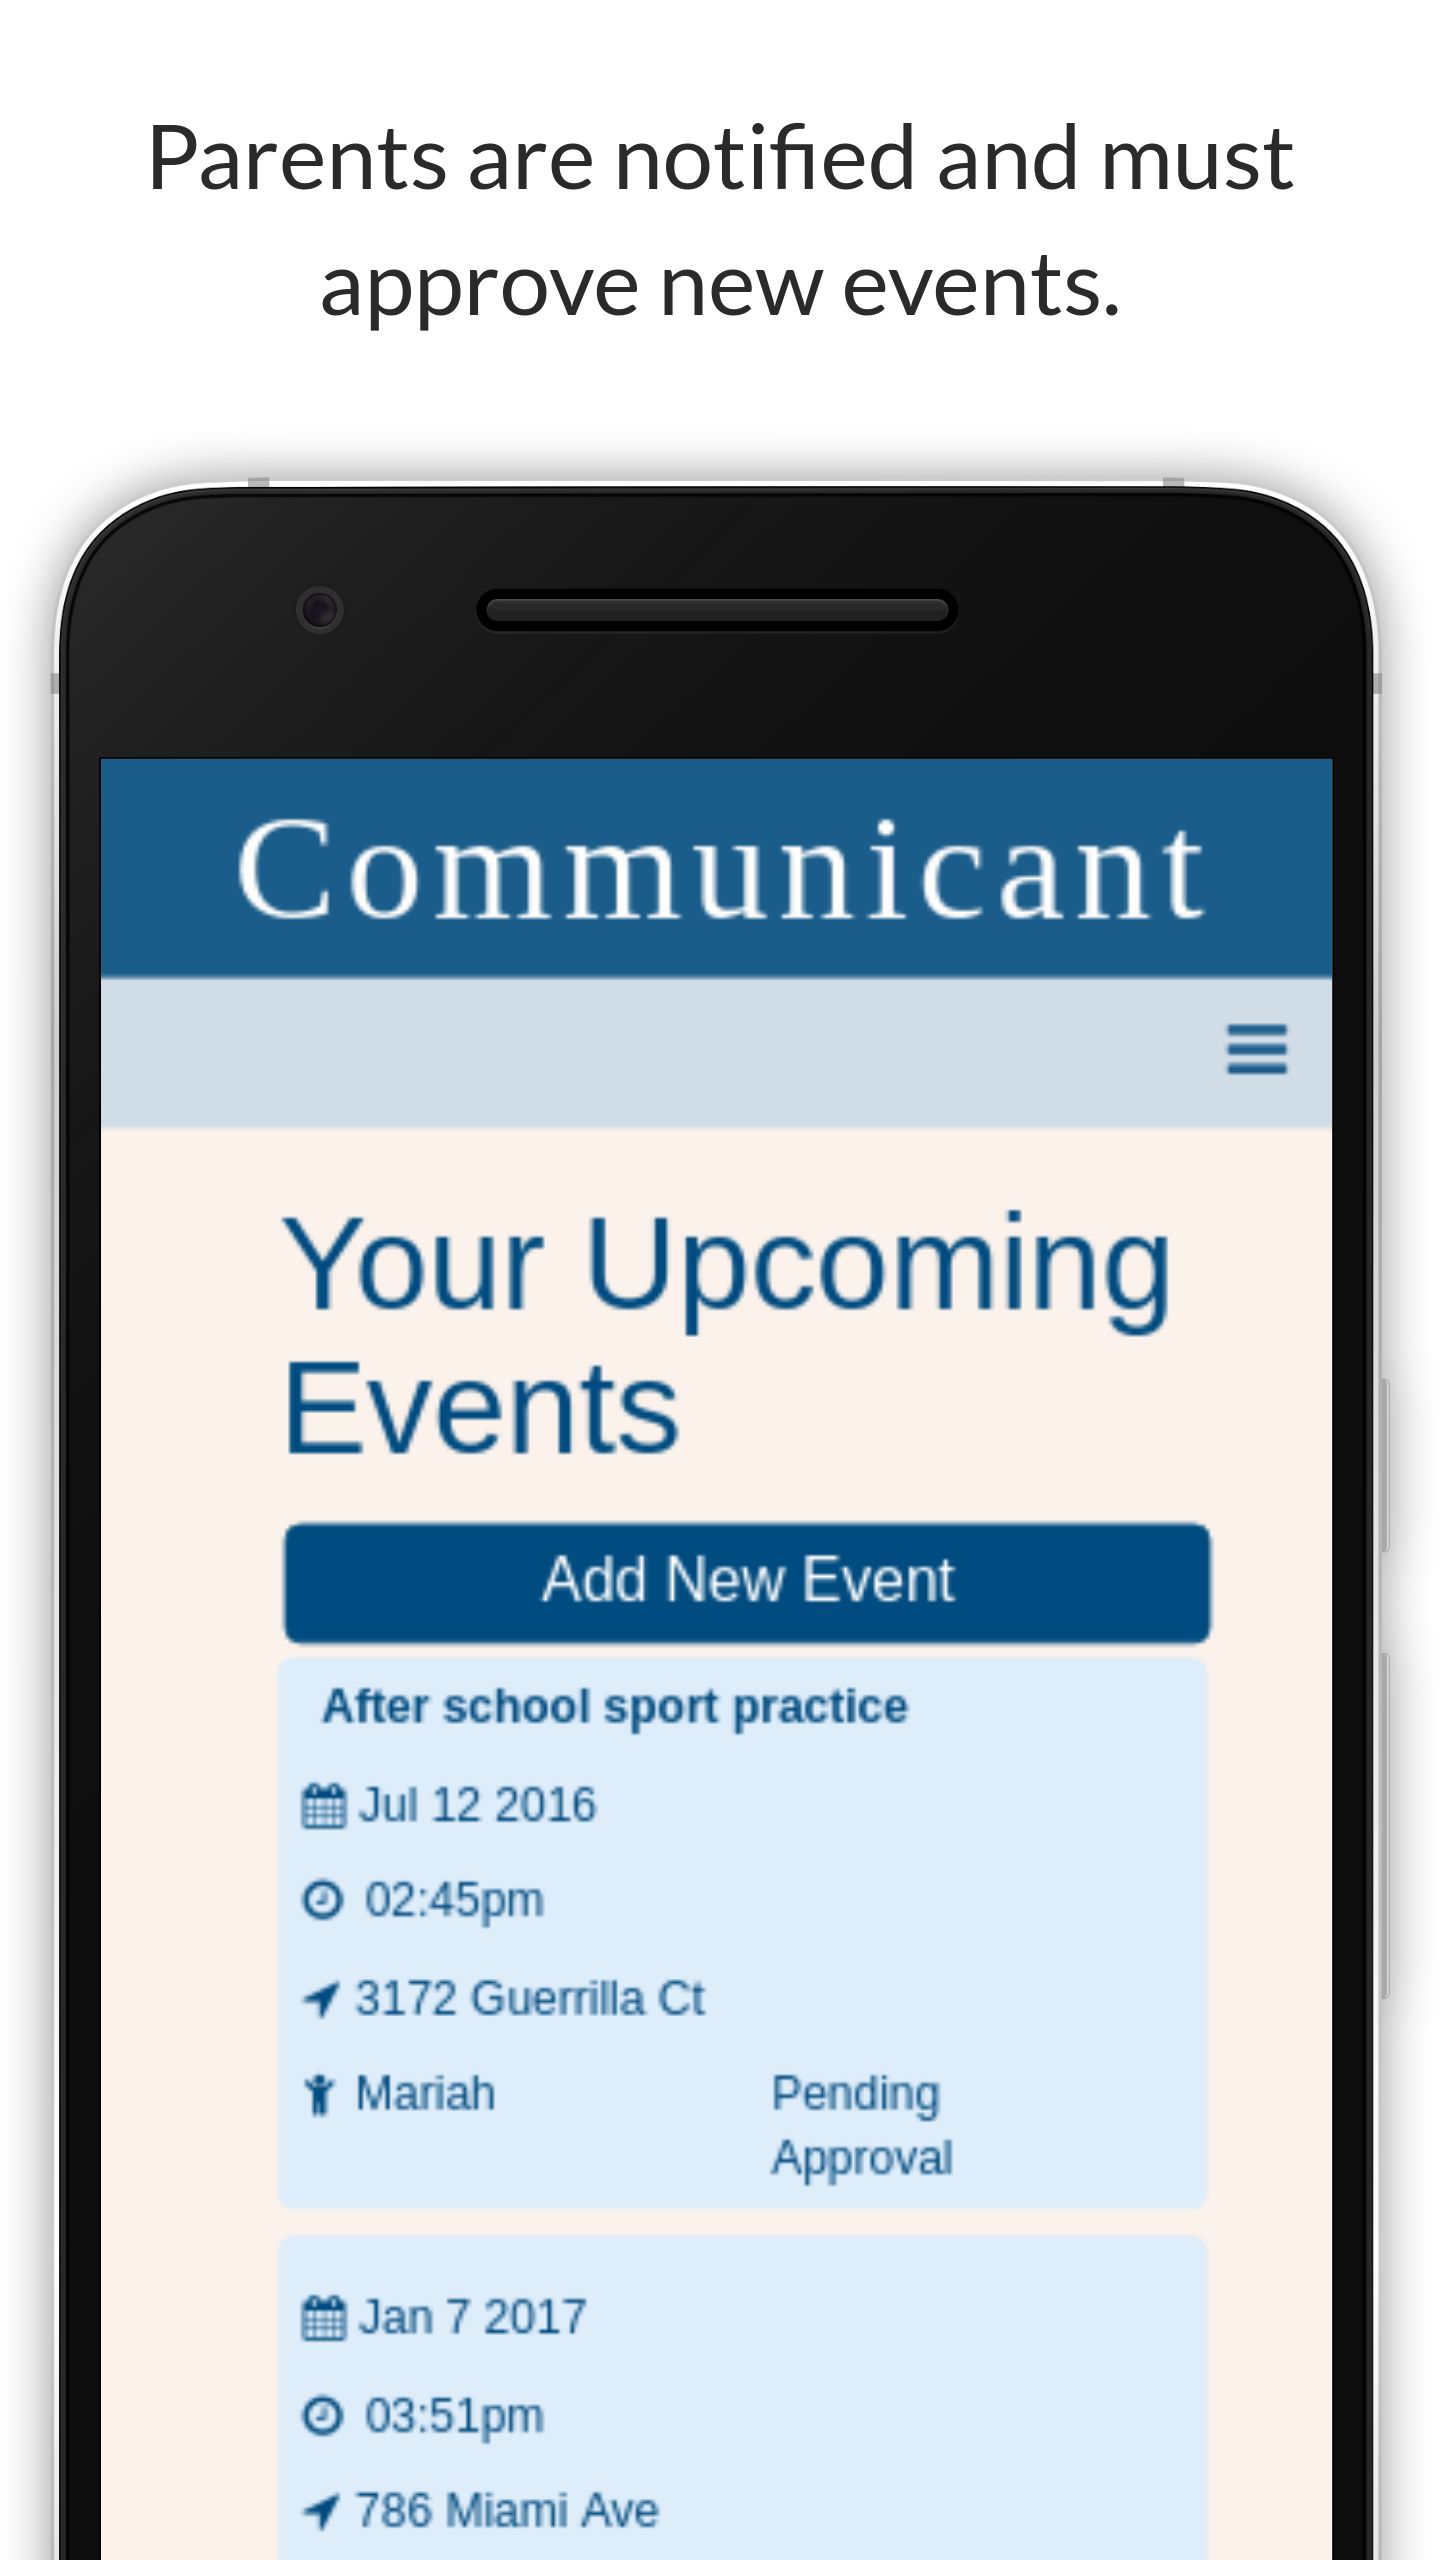 Parents are notified and must
approve new events.
Communicant
Your Upcoming
Events
Add New Event
After school sport practice
Jul 12 2016
02:45pm
3172 Guerrilla Ct
Mariah
Pending
Approval
Jan 7 2017
03:51pm
786 Miami Ave